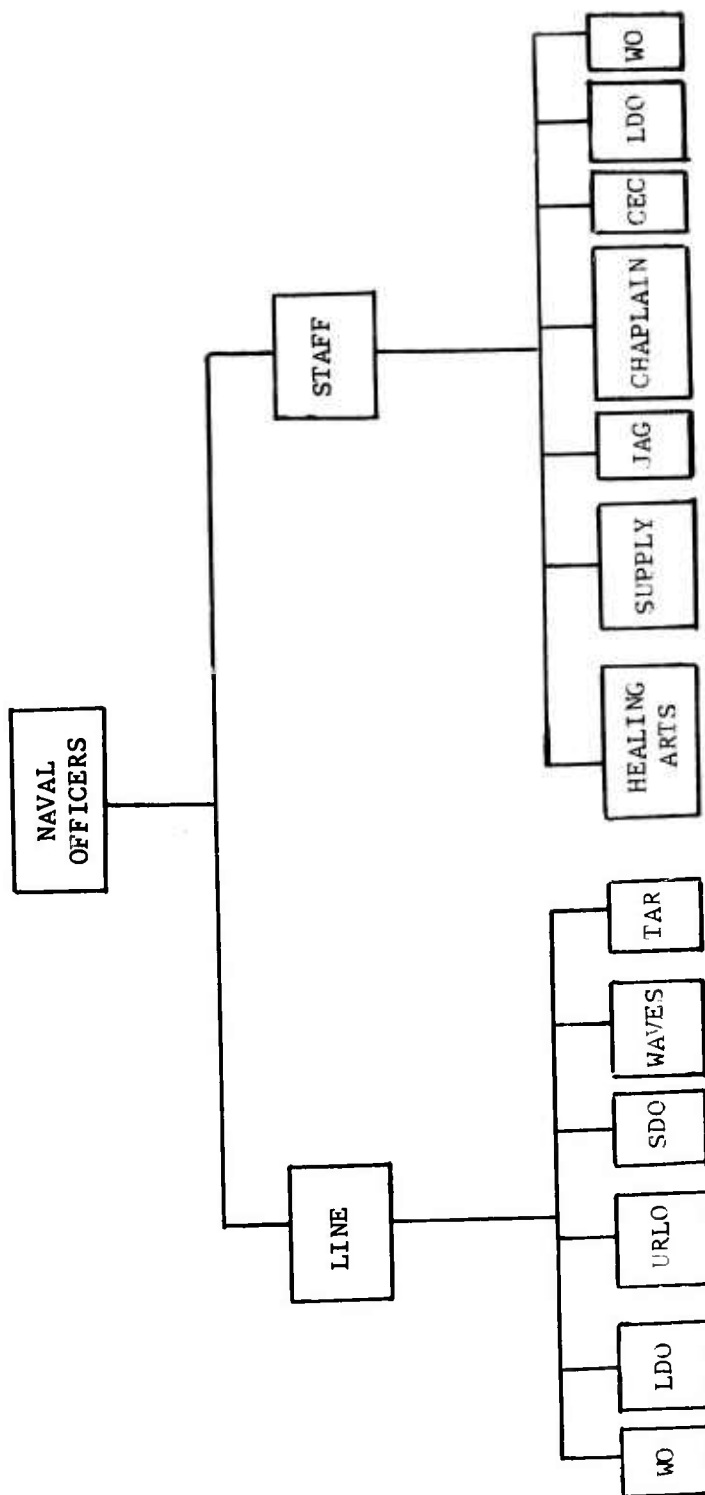 NAVAL
OFFICERS
LINE
STAFF
WO
LDO
URLO
SDO
WAVES
TAR
HEALING
ARTS
SUPPLY
JAG
CHAPLAIN
CEC
LDO
WO